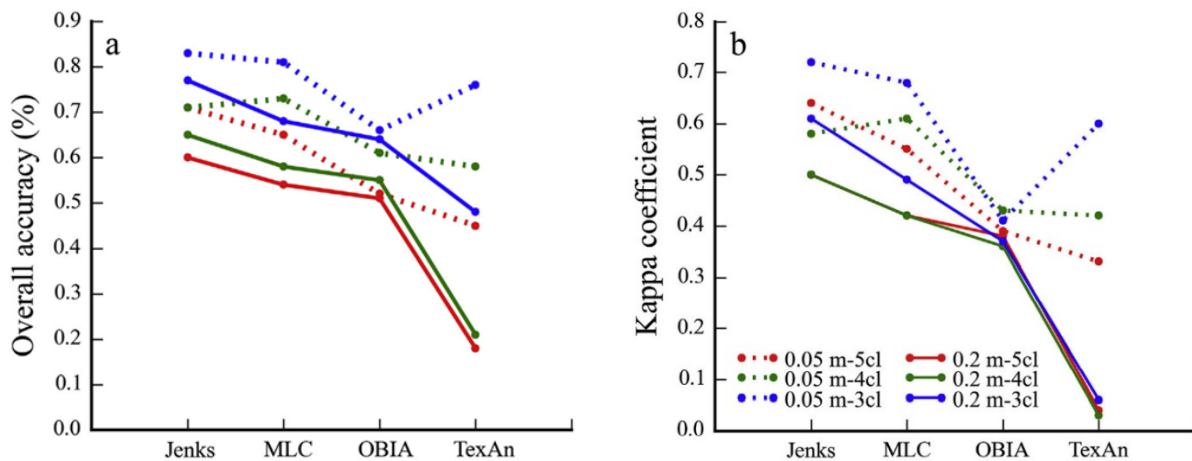 a
Overall accuracy (%)
0.9
0.8
0.7
0.6
0.5
0.4
0.3
0.2
0.1
0.0
Jenks MLC OBIA TexAn
b
Kappa coefficient
0.8
0.7
0.6
0.5
0.4
0.3
0.2
0.1
0.0
0.05 m-5cl 0.2 m-5cl
0.05 m-4cl 0.2 m-4cl
0.05 m-3cl 0.2 m-3cl
Jenks MLC OBIA TexAn